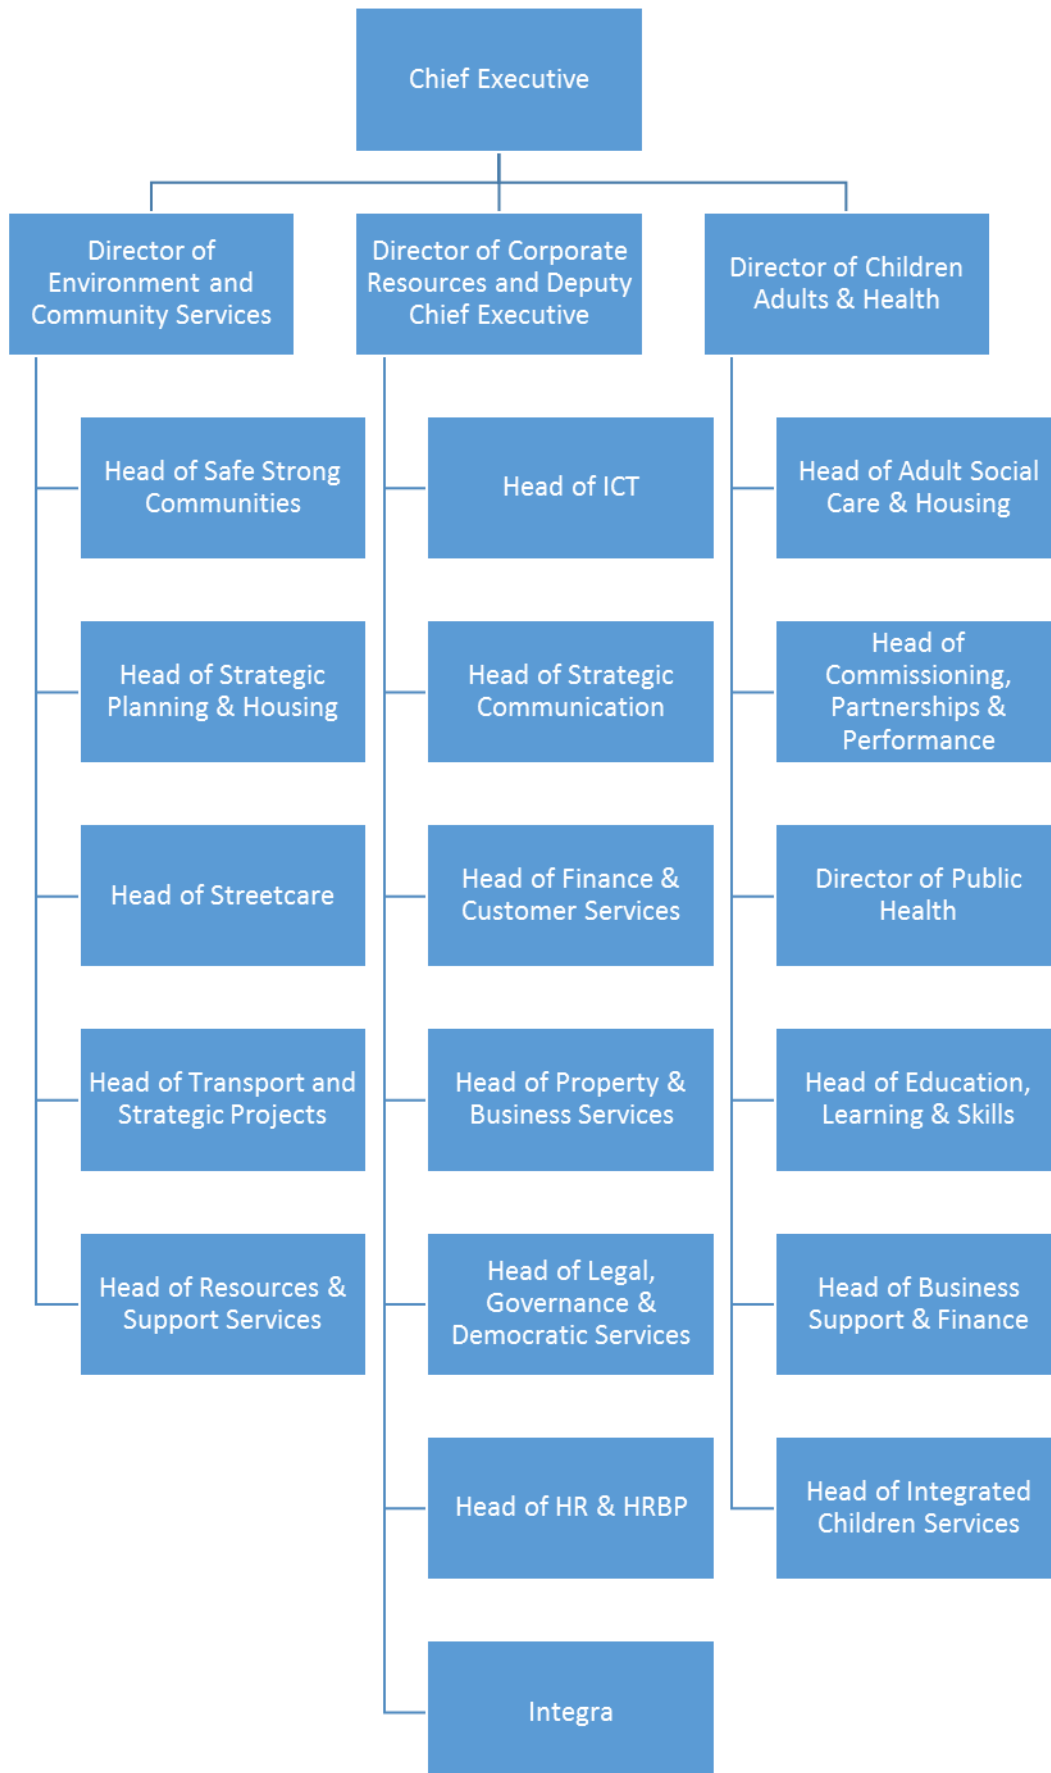 Chief Executive
Director of
Environment and
Community Services
Director of Corporate
Resources and Deputy
Chief Executive
Director of Children
Adults & Health
Head of Safe Strong
Communities
Head of Strategic
Planning & Housing
Head of Streetcare
Head of Transport and
Strategic Projects
Head of Resources &
Support Services
Head of ICT
Head of Strategic
Communication
Head of Finance &
Customer Services
Head of Property &
Business Services
Head of Legal,
Governance &
Democratic Services
Head of HR & HRBP
Integra
Head of Adult Social
Care & Housing
Head of
Commissioning,
Partnerships &
Performance
Director of Public
Health
Head of Education,
Learning & Skills
Head of Business
Support & Finance
Head of Integrated
Children Services